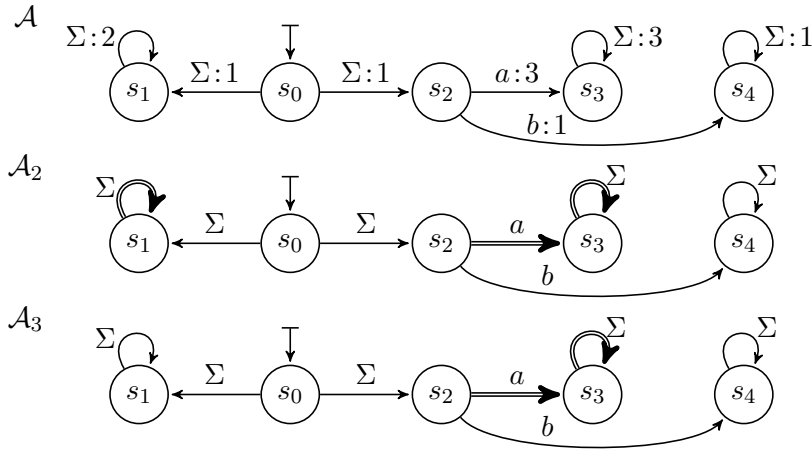 𝒜
Σ:2 Σ:1 Σ:1 a:3 Σ:3 b:1 Σ:1
s₁ s₀ s₂ s₃ s₄
𝒜₂
Σ Σ Σ a Σ b Σ
s₁ s₀ s₂ s₃ s₄
𝒜₃
Σ Σ Σ a Σ b Σ
s₁ s₀ s₂ s₃ s₄